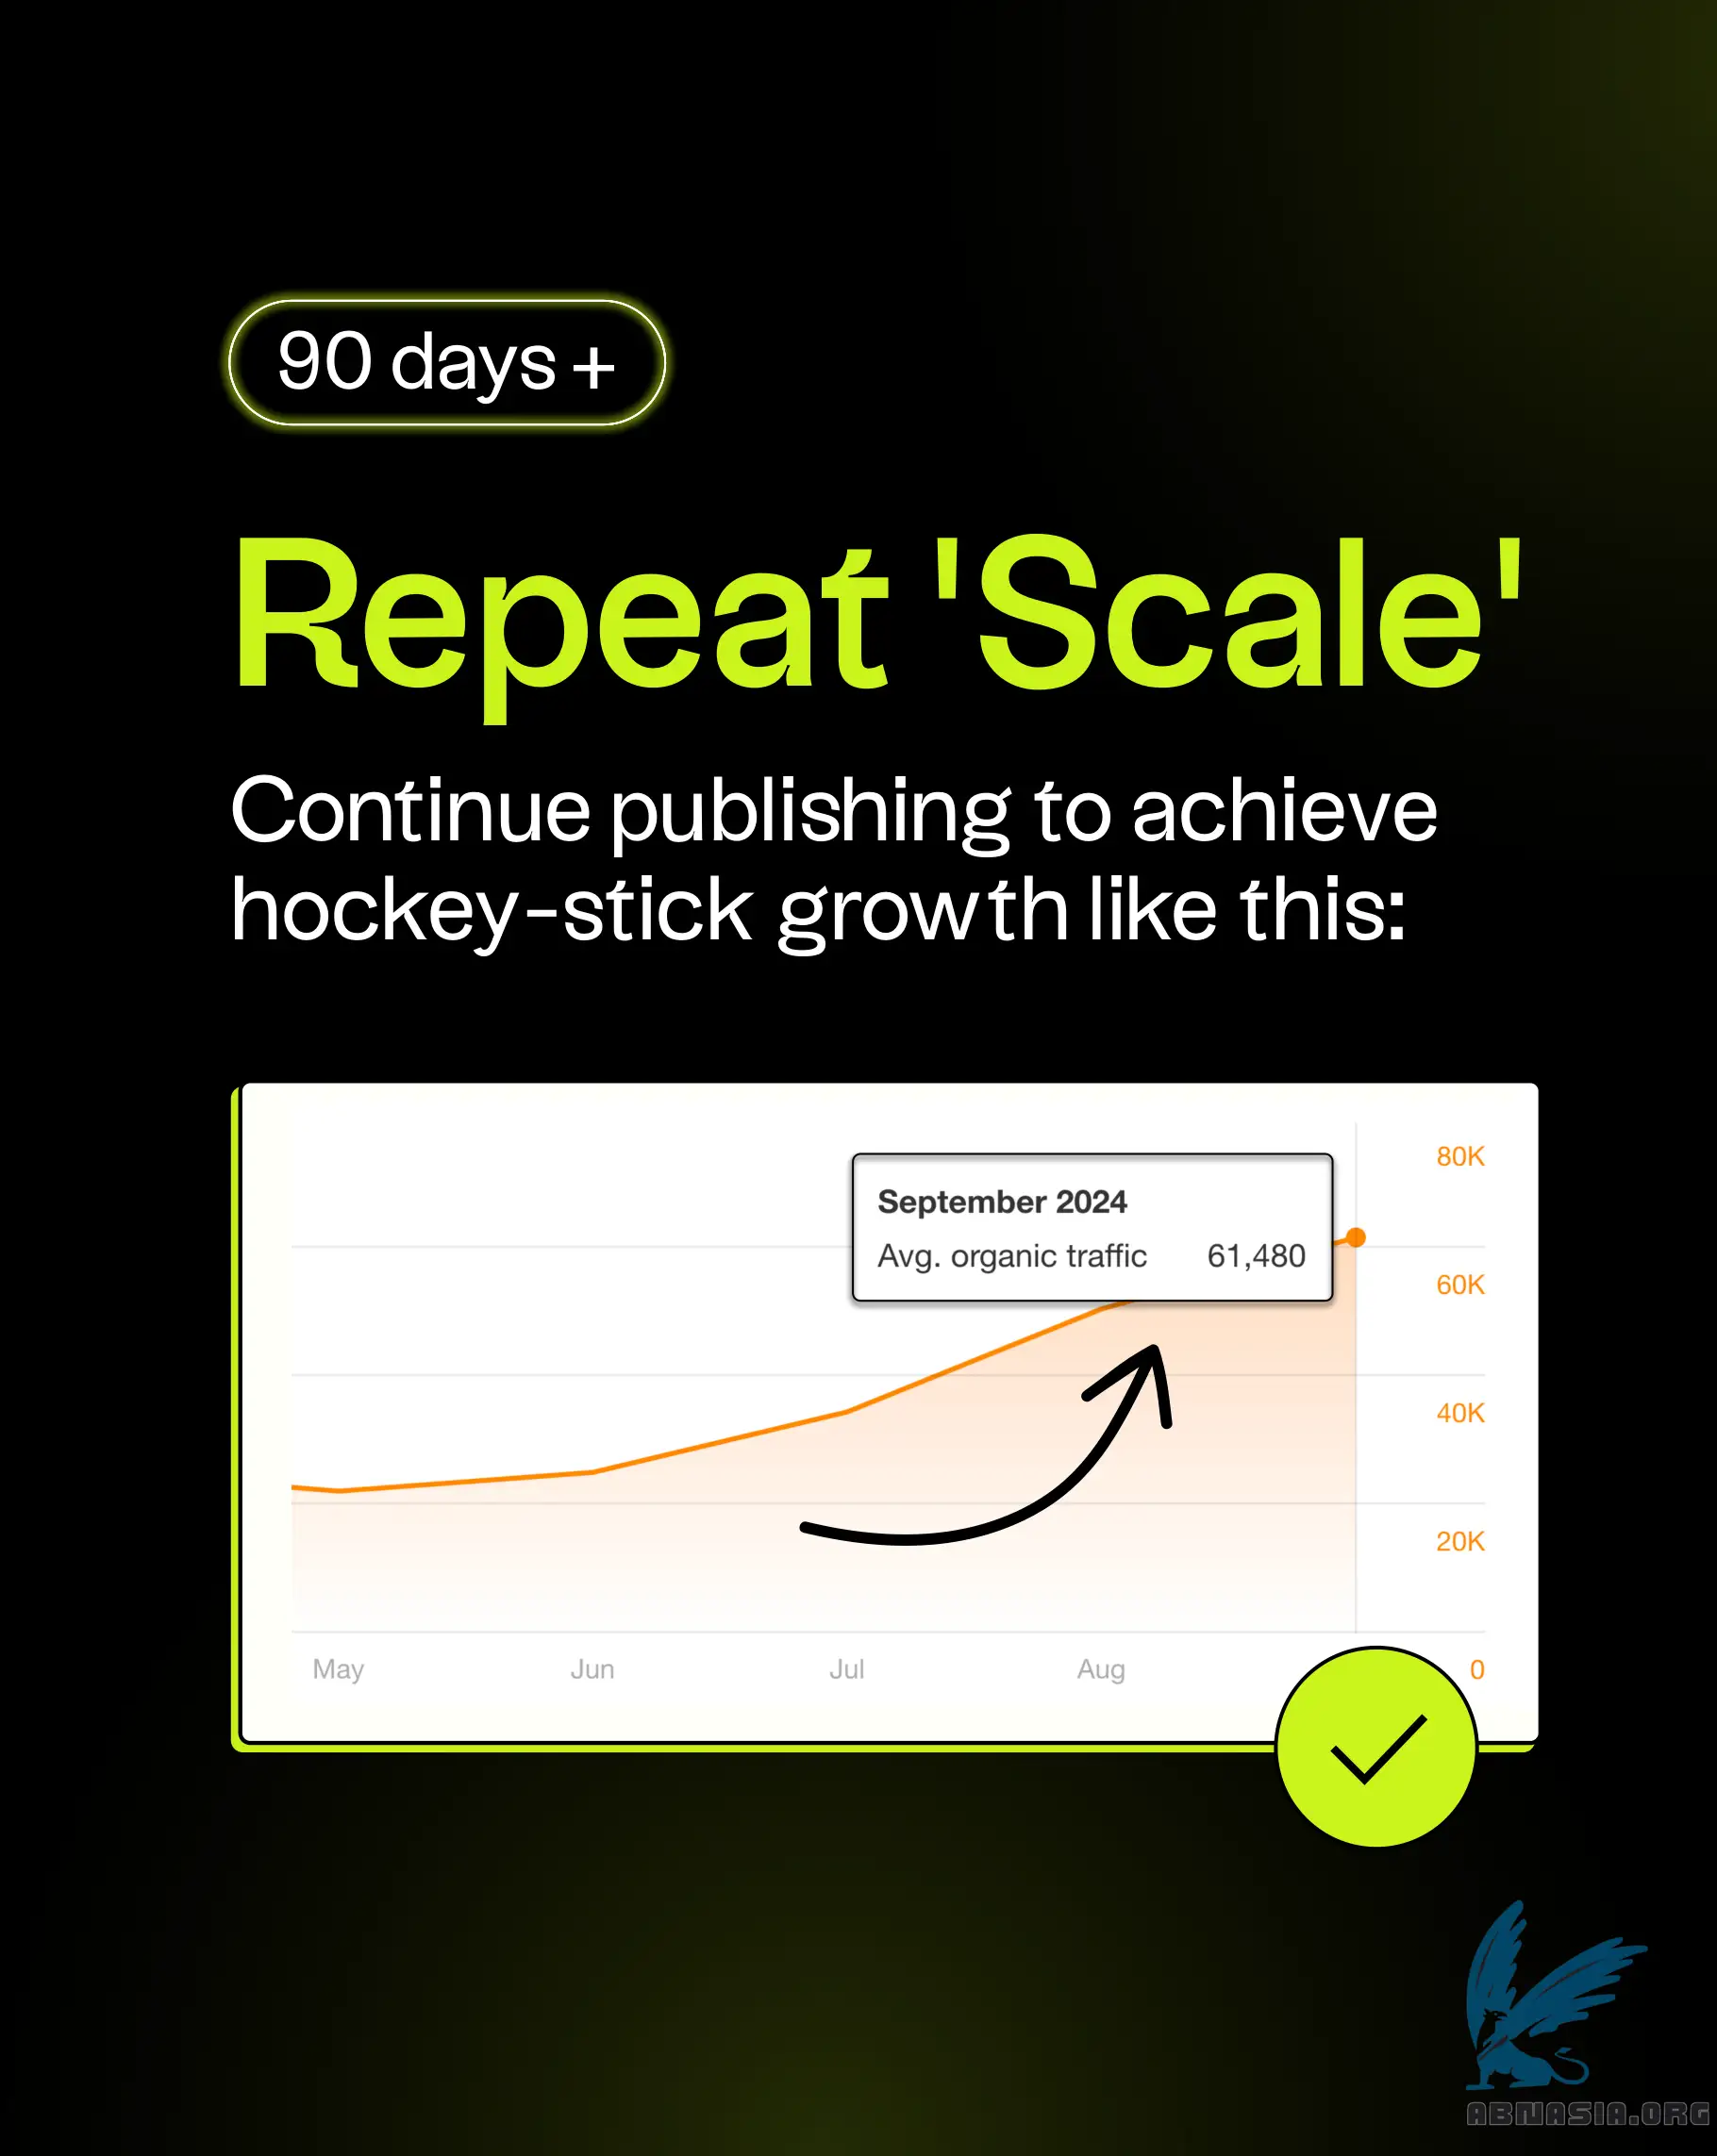 90 days +
Repeat 'Scale'
Continue publishing to achieve
hockey-stick growth like this:
80K
September 2024
Avg. organic traffic 61,480
60K
40K
20K
May Jun Jul Aug 0
ABMASIA.ORG